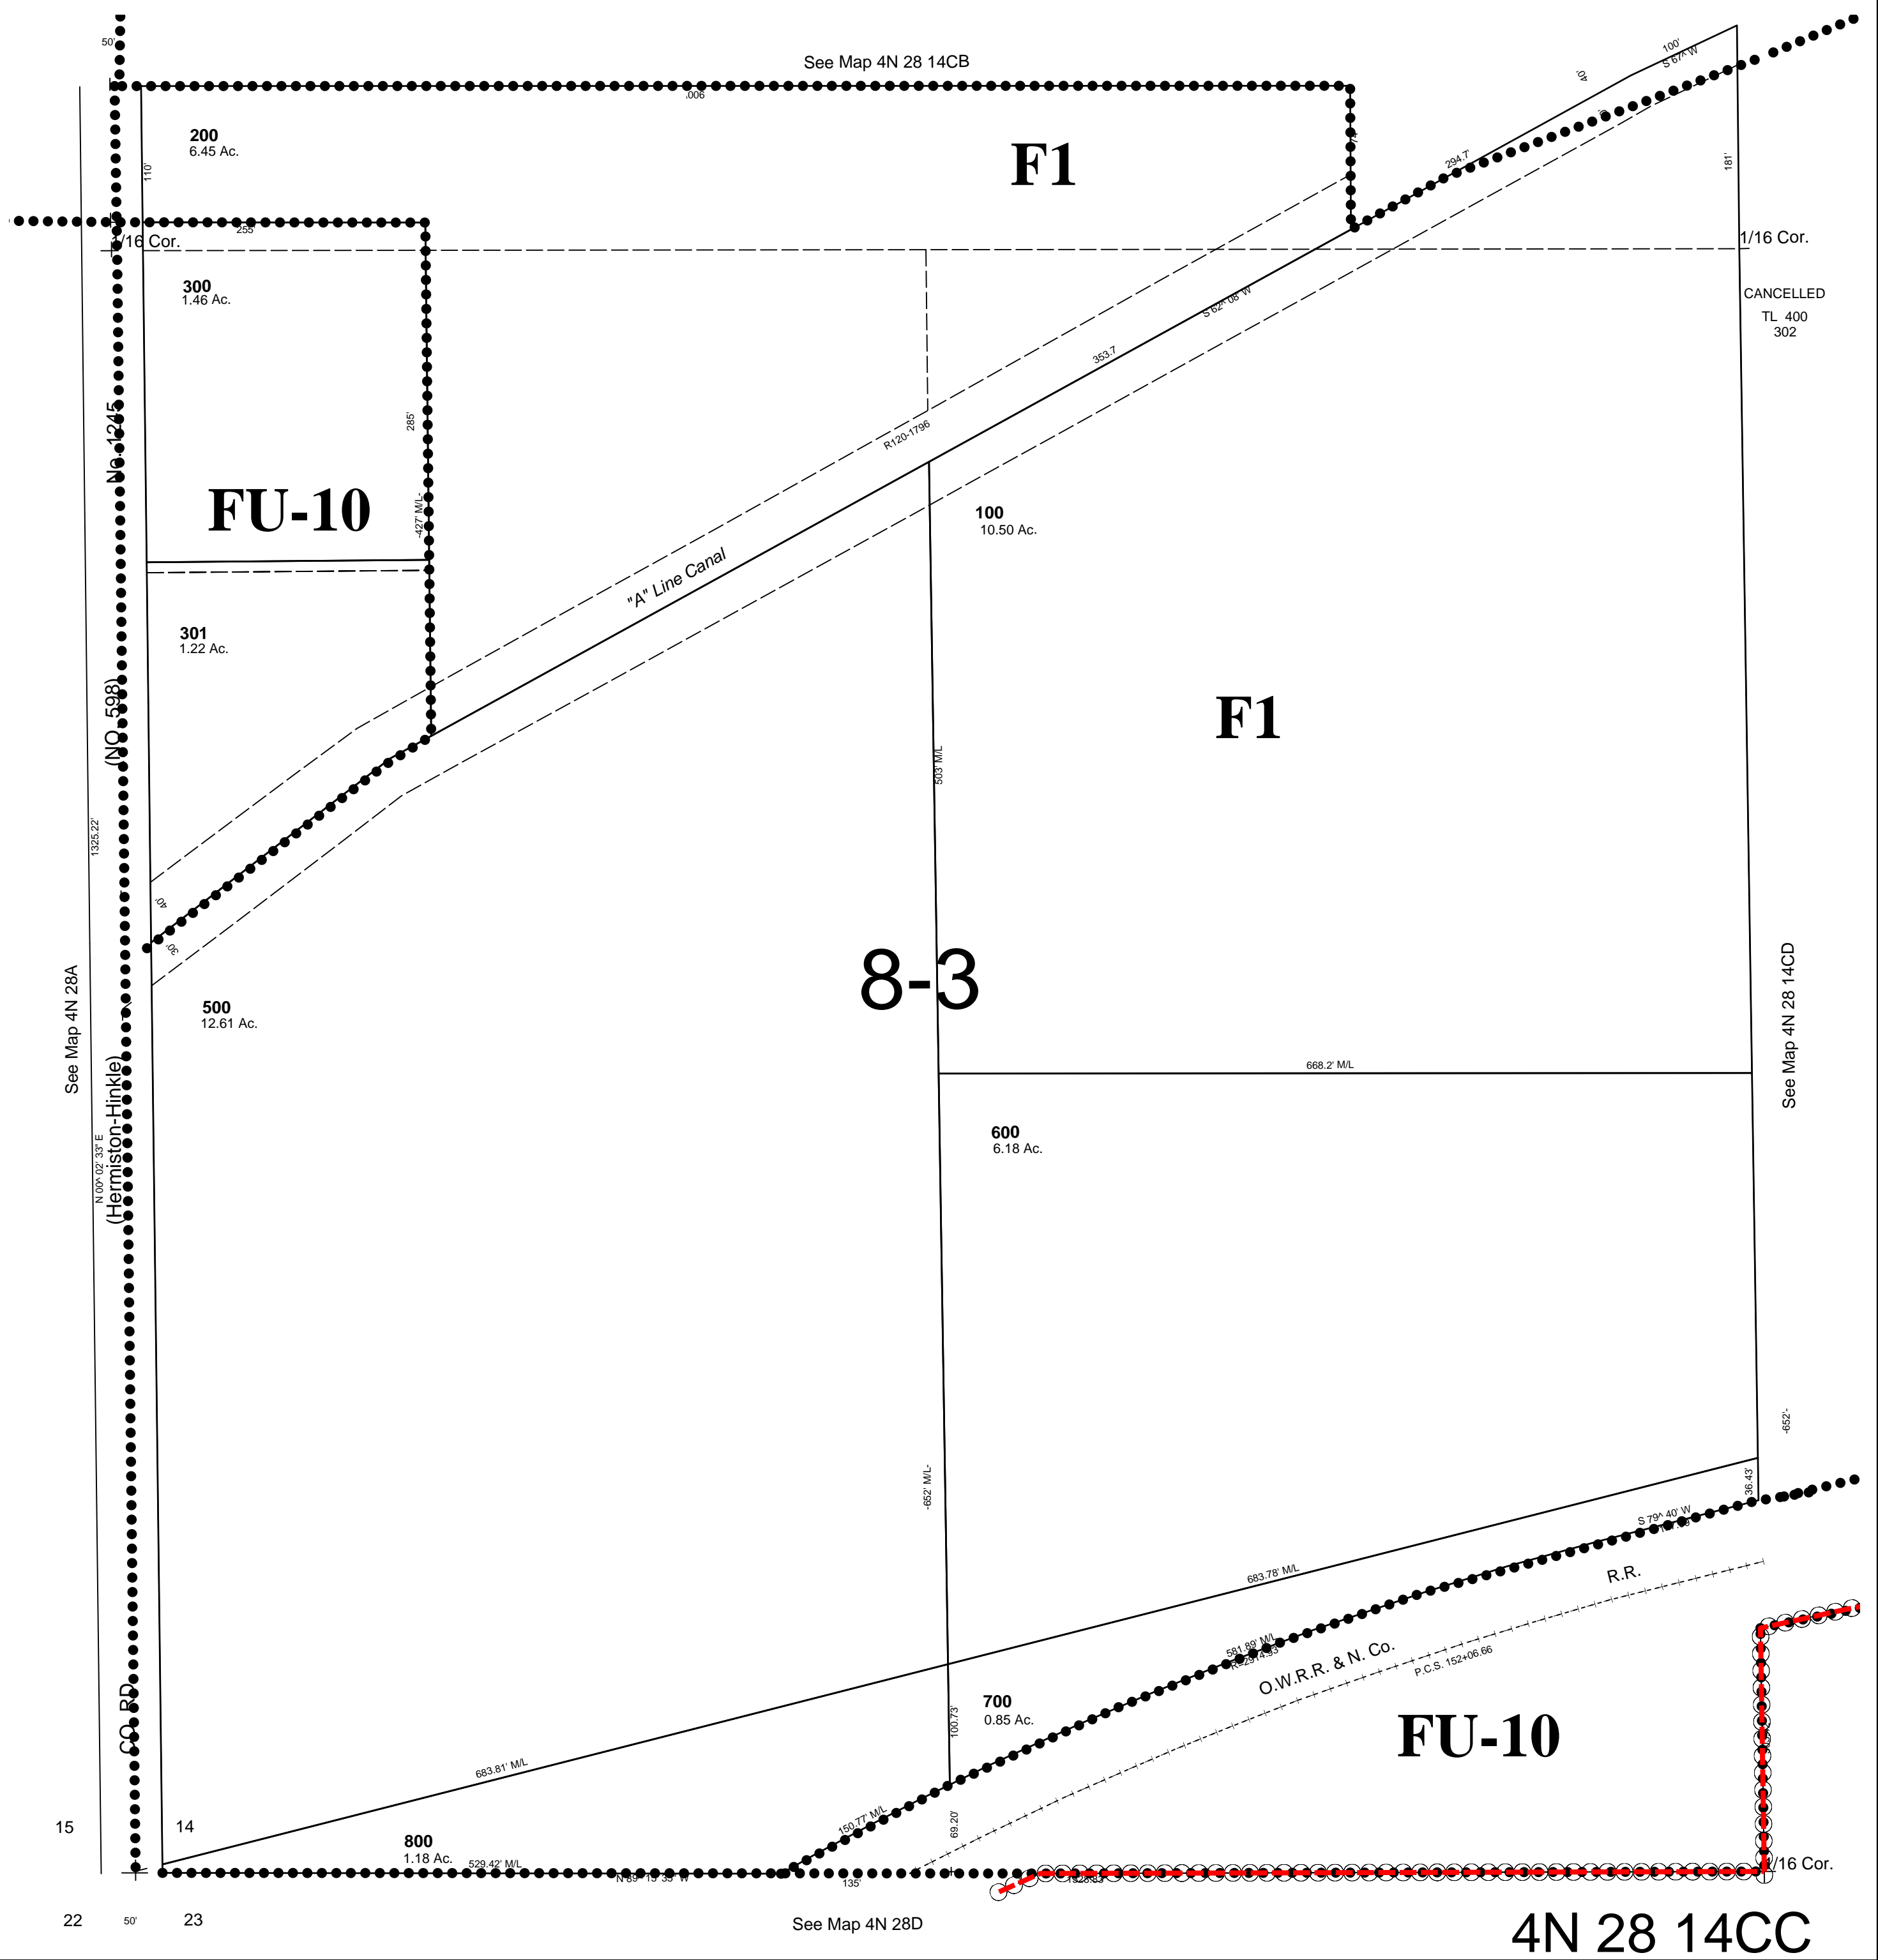 50'
See Map 4N 28 14CB
100'
S 67^ W
40'
.006
200
6.45 Ac.
F1
110'
294.7'
181'
255
1/16 Cor.
1/16 Cor.
300
1.46 Ac.
CANCELLED
TL 400
302
S 62^ 08' W
353.7
No. 1245
285'
R120-1796
FU-10
-427' M/L-
100
10.50 Ac.
"A" Line Canal
301
1.22 Ac.
(NO. 598)
F1
503' M/L
1325.22'
40'
30'
8-3
See Map 4N 28A
See Map 4N 28 14CD
500
12.61 Ac.
(Hermiston-Hinkle)
668.2' M/L
N 00^ 02' 33" E
600
6.18 Ac.
-652'-
-652' M/L-
36.43'
S 79^ 40' W
683.78' M/L
R.R.
581.89' M/L
R=2914.93
O.W.R.R. & N. Co.
P.C.S. 152+06.66
CO. RD.
700
0.85 Ac.
100.73'
FU-10
683.81' M/L
150.77' M/L
69.20'
15
14
800
1.18 Ac.
529.42' M/L
135'
1/16 Cor.
22
50'
23
See Map 4N 28D
4N 28 14CC